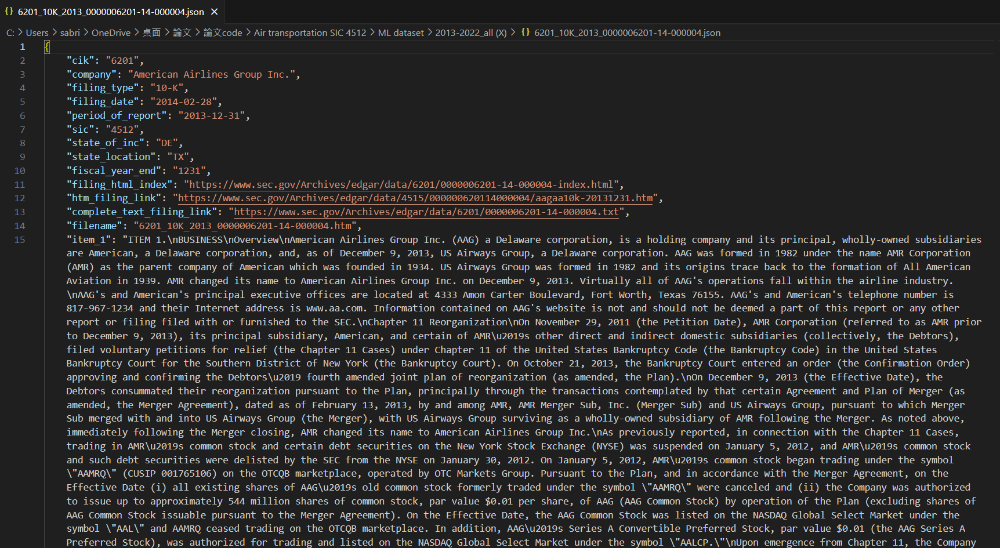 {} 6201_10K_2013_0000006201-14-000004.json ×
C: > Users > sabri > OneDrive > 桌面 > 論文 > 論文code > Air transportation SIC 4512 > ML dataset > 2013-2022_all (X) > {} 6201_10K_2013_0000006201-14-000004.json
1 {
2 "cik": "6201",
3 "company": "American Airlines Group Inc.",
4 "filing_type": "10-K",
5 "filing_date": "2014-02-28",
6 "period_of_report": "2013-12-31",
7 "sic": "4512",
8 "state_of_inc": "DE",
9 "state_location": "TX",
10 "fiscal_year_end": "1231",
11 "filing_html_index": "https://www.sec.gov/Archives/edgar/data/6201/0000006201-14-000004-index.html",
12 "htm_filing_link": "https://www.sec.gov/Archives/edgar/data/4515/000000620114000004/aagaa10k-20131231.htm",
13 "complete_text_filing_link": "https://www.sec.gov/Archives/edgar/data/6201/0000006201-14-000004.txt",
14 "filename": "6201_10K_2013_0000006201-14-000004.htm",
15 "item_1": "ITEM 1.\nBUSINESS\nOverview\nAmerican Airlines Group Inc. (AAG) a Delaware corporation, is a holding company and its principal, wholly-owned subsidiaries
are American, a Delaware corporation, and, as of December 9, 2013, US Airways Group, a Delaware corporation. AAG was formed in 1982 under the name AMR Corporation
(AMR) as the parent company of American which was founded in 1934. US Airways Group was formed in 1982 and its origins trace back to the formation of All American
Aviation in 1939. AMR changed its name to American Airlines Group Inc. on December 9, 2013. Virtually all of AAG's operations fall within the airline industry.
\nAAG's and American's principal executive offices are located at 4333 Amon Carter Boulevard, Fort Worth, Texas 76155. AAG's and American's telephone number is
817-967-1234 and their Internet address is www.aa.com. Information contained on AAG's website is not and should not be deemed a part of this report or any other
report or filing filed with or furnished to the SEC.\nChapter 11 Reorganization\nOn November 29, 2011 (the Petition Date), AMR Corporation (referred to as AMR prior
to December 9, 2013), its principal subsidiary, American, and certain of AMR\u2019s other direct and indirect domestic subsidiaries (collectively, the Debtors),
filed voluntary petitions for relief (the Chapter 11 Cases) under Chapter 11 of the United States Bankruptcy Code (the Bankruptcy Code) in the United States
Bankruptcy Court for the Southern District of New York (the Bankruptcy Court). On October 21, 2013, the Bankruptcy Court entered an order (the Confirmation Order)
approving and confirming the Debtors\u2019 fourth amended joint plan of reorganization (as amended, the Plan).\nOn December 9, 2013 (the Effective Date), the
Debtors consummated their reorganization pursuant to the Plan, principally through the transactions contemplated by that certain Agreement and Plan of Merger (as
amended, the Merger Agreement), dated as of February 13, 2013, by and among AMR, AMR Merger Sub, Inc. (Merger Sub) and US Airways Group, pursuant to which Merger
Sub merged with and into US Airways Group (the Merger), with US Airways Group surviving as a wholly-owned subsidiary of AMR following the Merger. As noted above,
immediately following the Merger closing, AMR changed its name to American Airlines Group Inc.\nAs previously reported, in connection with the Chapter 11 Cases,
trading in AMR\u2019s common stock and certain debt securities on the New York Stock Exchange (NYSE) was suspended on January 5, 2012, and AMR\u2019s common stock
and such debt securities were delisted by the SEC from the NYSE on January 30, 2012. On January 5, 2012, AMR\u2019s common stock began trading under the symbol
\"AAMRQ\" (CUSIP 001765106) on the OTCQB marketplace, operated by OTC Markets Group. Pursuant to the Plan, and in accordance with the Merger Agreement, on the
Effective Date (i) all existing shares of AAG\u2019s old common stock formerly traded under the symbol \"AAMRQ\" were canceled and (ii) the Company was authorized
to issue up to approximately 544 million shares of common stock, par value $0.01 per share, of AAG (AAG Common Stock) by operation of the Plan (excluding shares of
AAG Common Stock issuable pursuant to the Merger Agreement). On the Effective Date, the AAG Common Stock was listed on the NASDAQ Global Select Market under the
symbol \"AAL\" and AAMRQ ceased trading on the OTCQB marketplace. In addition, AAG\u2019s Series A Convertible Preferred Stock, par value $0.01 (the AAG Series A
Preferred Stock), was authorized for trading and listed on the NASDAQ Global Select Market under the symbol \"AALCP.\"\nUpon emergence from Chapter 11, the Company